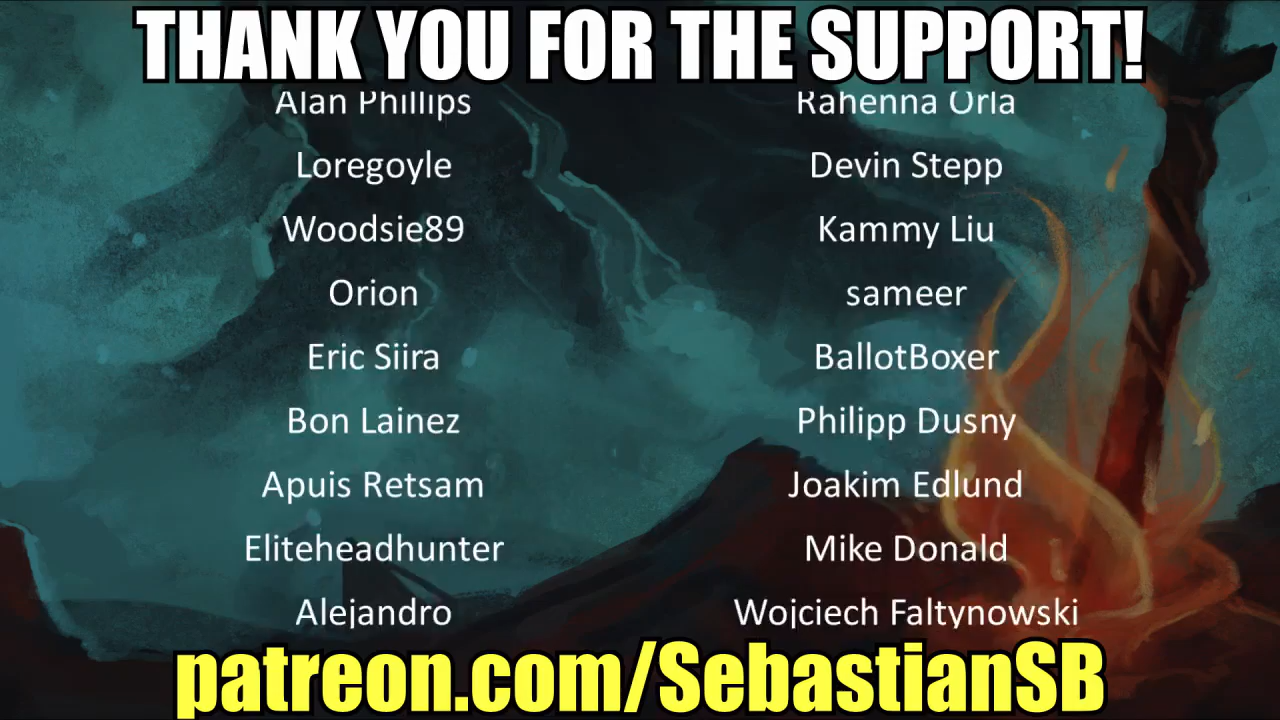 THANK YOU FOR THE SUPPORT!
Alan Phillips Rahenna Orla
Loregoyle Devin Stepp
Woodsie89 Kammy Liu
Orion sameer
Eric Siira BallotBoxer
Bon Lainez Philipp Dusny
Apuis Retsam Joakim Edlund
Eliteheadhunter Mike Donald
Alejandro Wojciech Faltynowski
patreon.com/SebastianSB